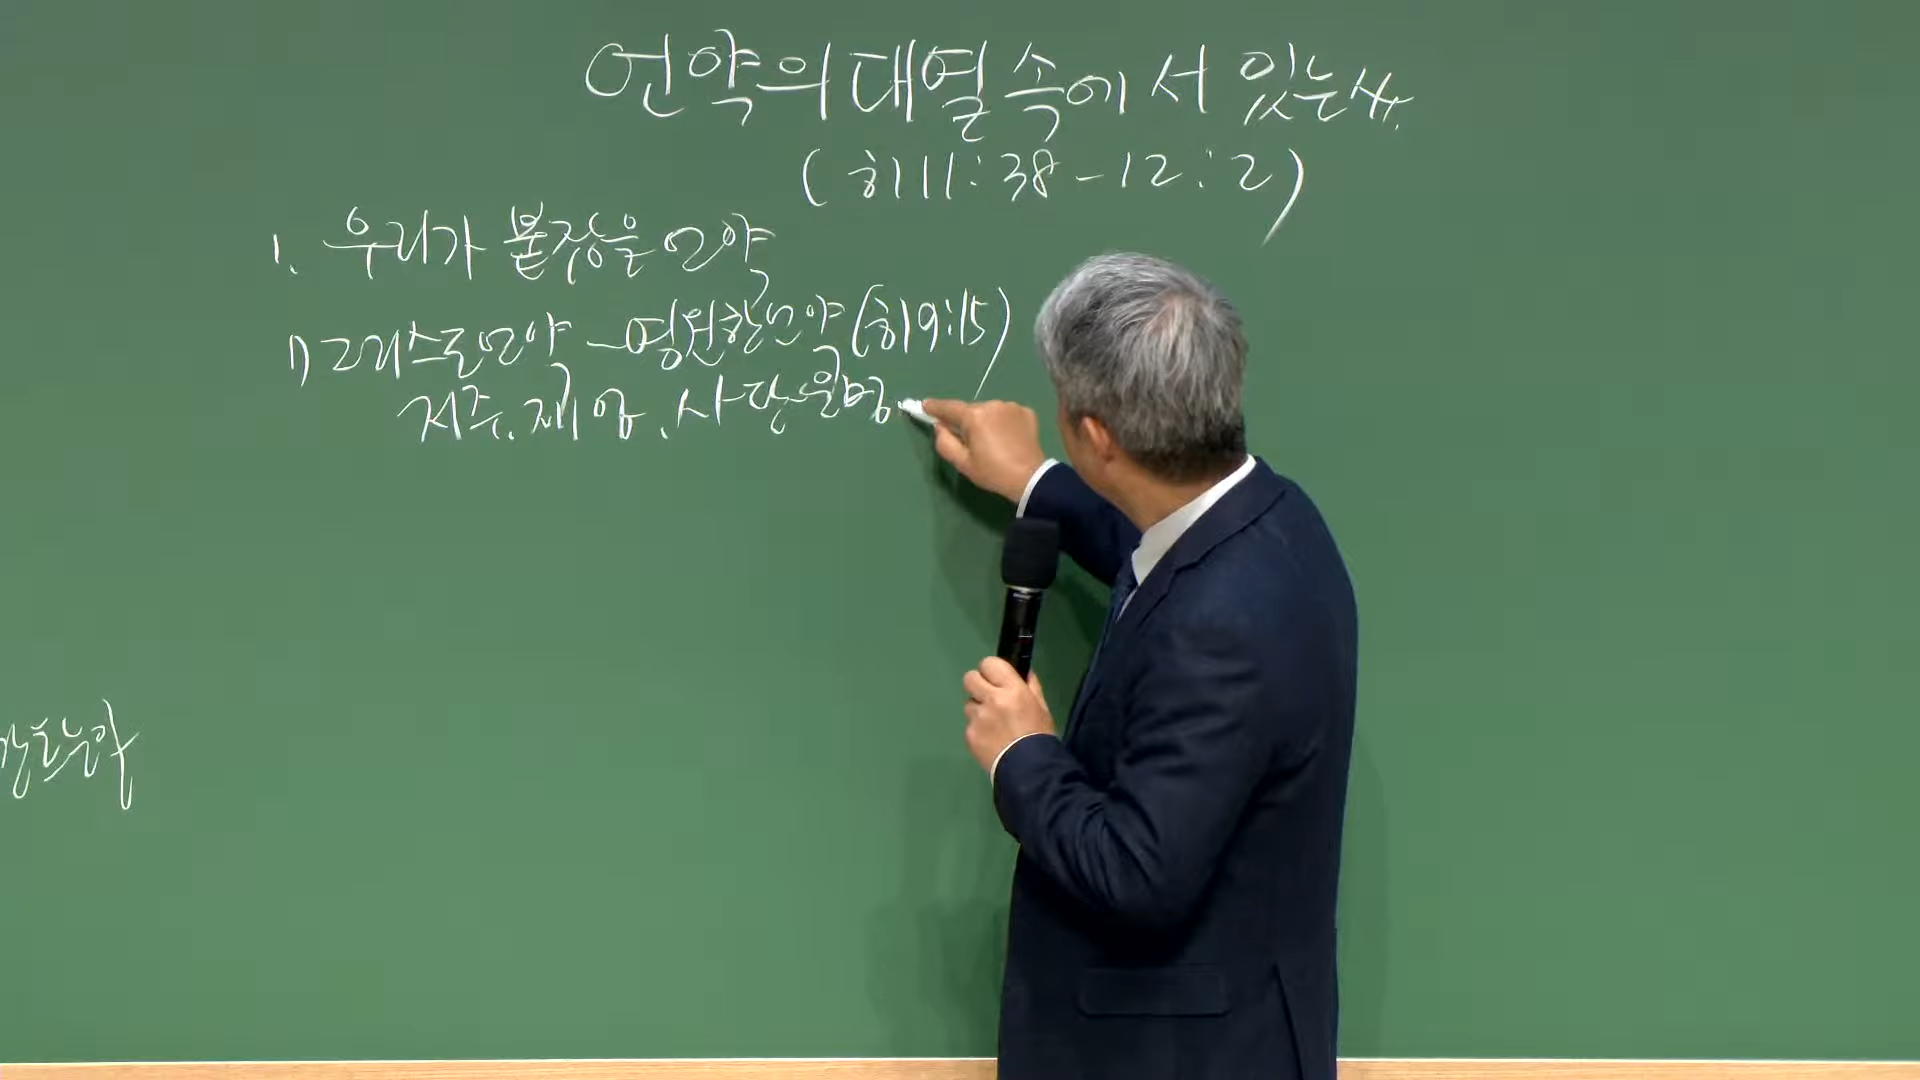 언약의 대열 속에 서 있는 나.
(히11:38-12:2)
1. 우리가 붙잡을 언약
1) 그리스도 언약 - 영원한 언약 (히9:15)
저주. 재앙. 사단 운명.